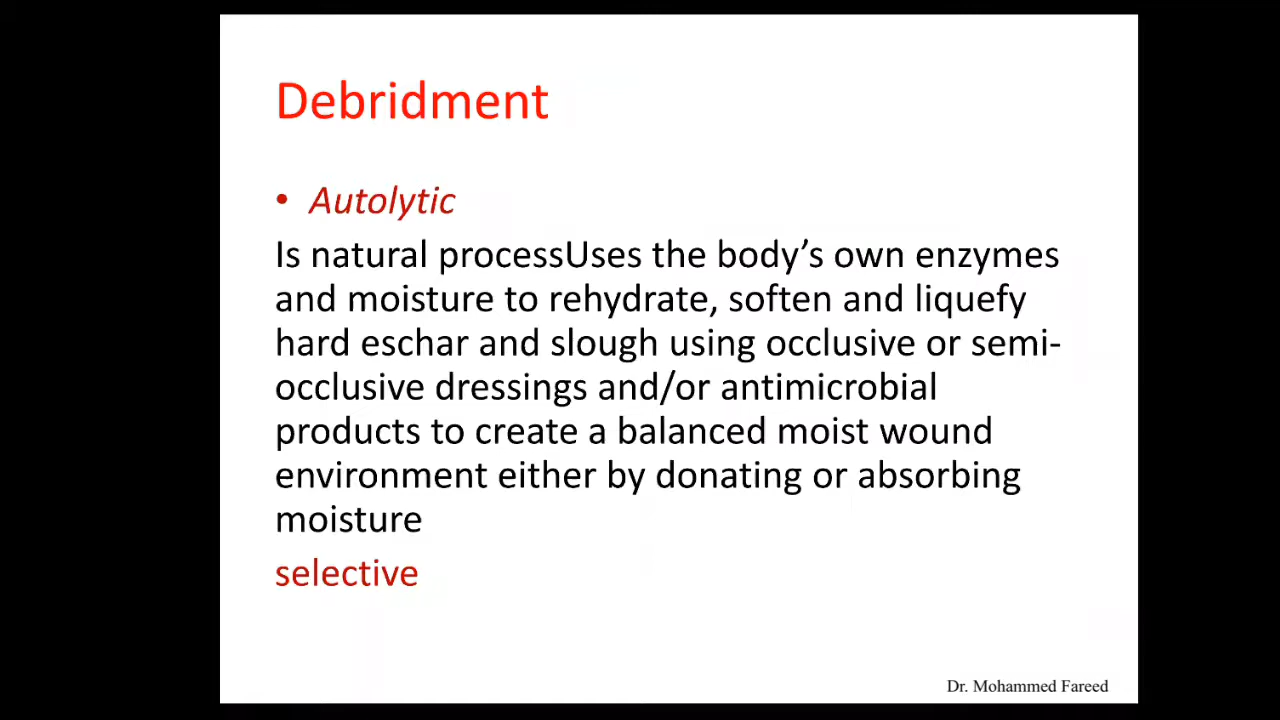 Debridment
• Autolytic
Is natural processUses the body’s own enzymes
and moisture to rehydrate, soften and liquefy
hard eschar and slough using occlusive or semi-
occlusive dressings and/or antimicrobial
products to create a balanced moist wound
environment either by donating or absorbing
moisture
selective
Dr. Mohammed Fareed